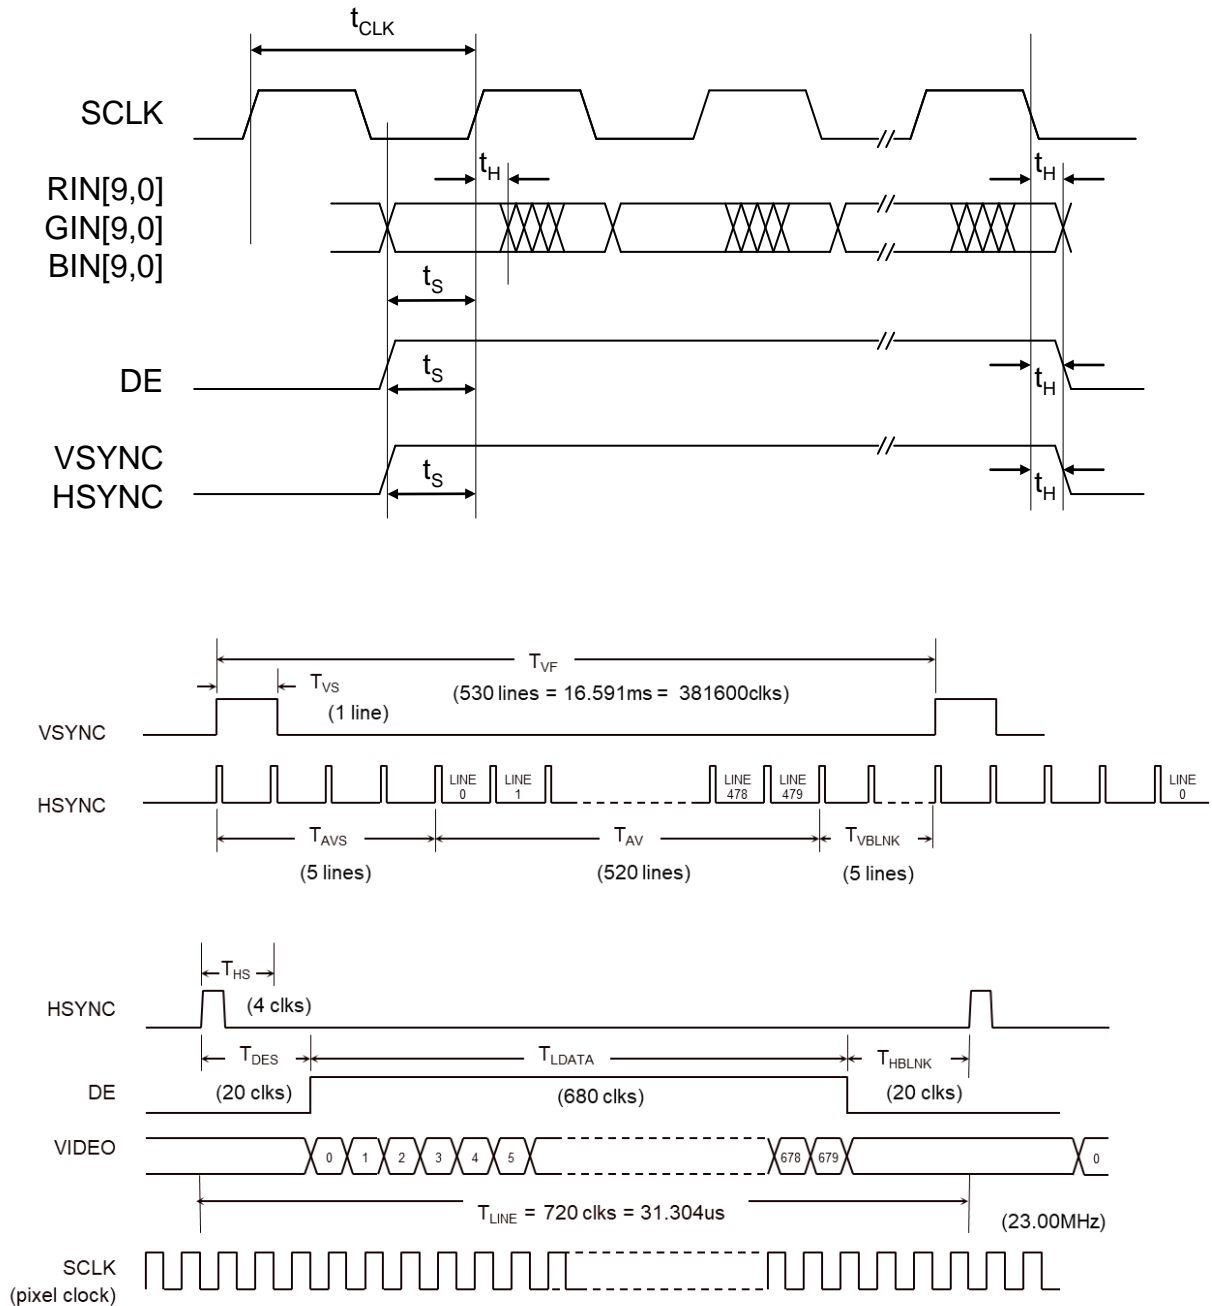 tCLK
SCLK
tH
tH
RIN[9,0]
GIN[9,0]
BIN[9,0]
tS
DE
tS
tH
VSYNC
HSYNC
tS
tH
TVF
(530 lines = 16.591ms = 381600clks)
TVS
(1 line)
VSYNC
HSYNC
LINE 0
LINE 1
LINE 478
LINE 479
LINE 0
TAVS
TAV
TVBLNK
(5 lines)
(520 lines)
(5 lines)
THS
HSYNC
(4 clks)
TDES
TLDATA
THBLNK
DE
(20 clks)
(680 clks)
(20 clks)
VIDEO
0 1 2 3 4 5 678 679 0
TLINE = 720 clks = 31.304us
(23.00MHz)
SCLK
(pixel clock)